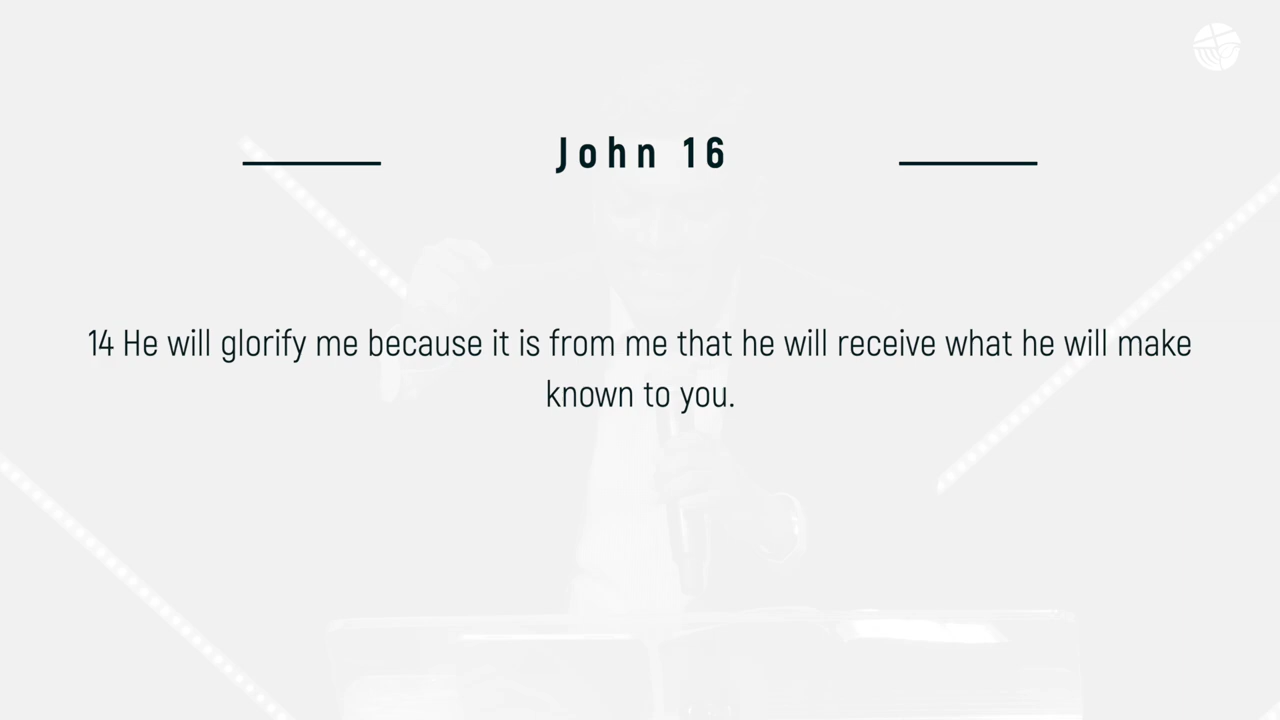 John 16
14 He will glorify me because it is from me that he will receive what he will make
known to you.